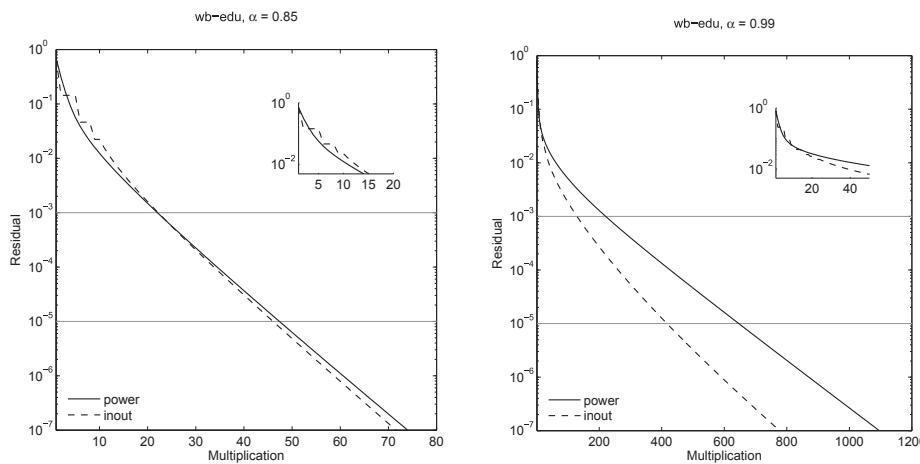 wb−edu, α = 0.85
10^0
10^−1
10^−2
10^−3
10^−4
10^−5
10^−6
10^−7
Residual
10 20 30 40 50 60 70 80
Multiplication
power
inout
10^0
10^−2
5 10 15 20
wb−edu, α = 0.99
10^0
10^−1
10^−2
10^−3
10^−4
10^−5
10^−6
10^−7
Residual
200 400 600 800 1000 1200
Multiplication
power
inout
10^0
10^−2
20 40